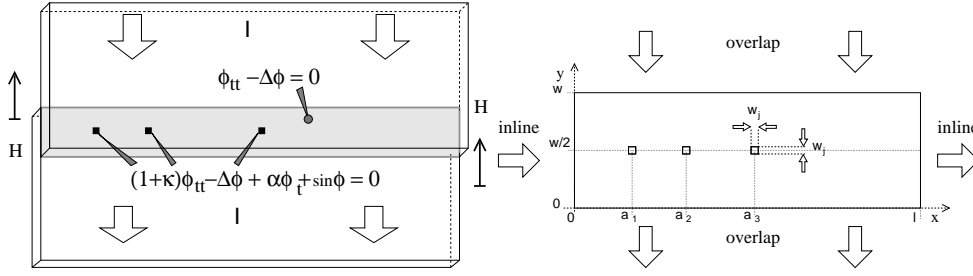 I
ϕtt −Δϕ = 0
H
H
(1+κ)ϕtt−Δϕ + αϕt+sinϕ = 0
I
overlap
y
w
inline
inline
wj
w/2
wj
0
0
a1
a2
a3
l
x
overlap